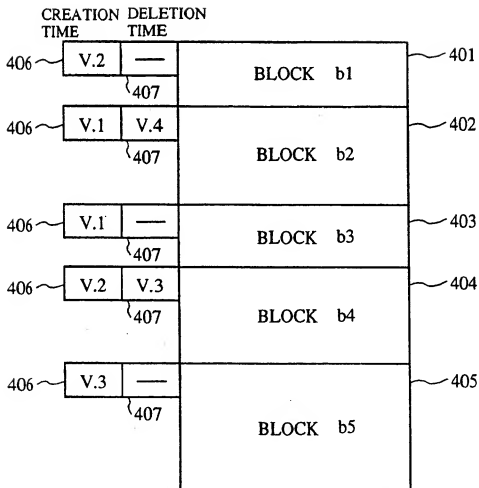 CREATION DELETION
TIME TIME
406 V.2 — BLOCK b1 401
407
406 V.1 V.4 BLOCK b2 402
407
406 V.1 — BLOCK b3 403
407
406 V.2 V.3 BLOCK b4 404
407
406 V.3 — BLOCK b5 405
407